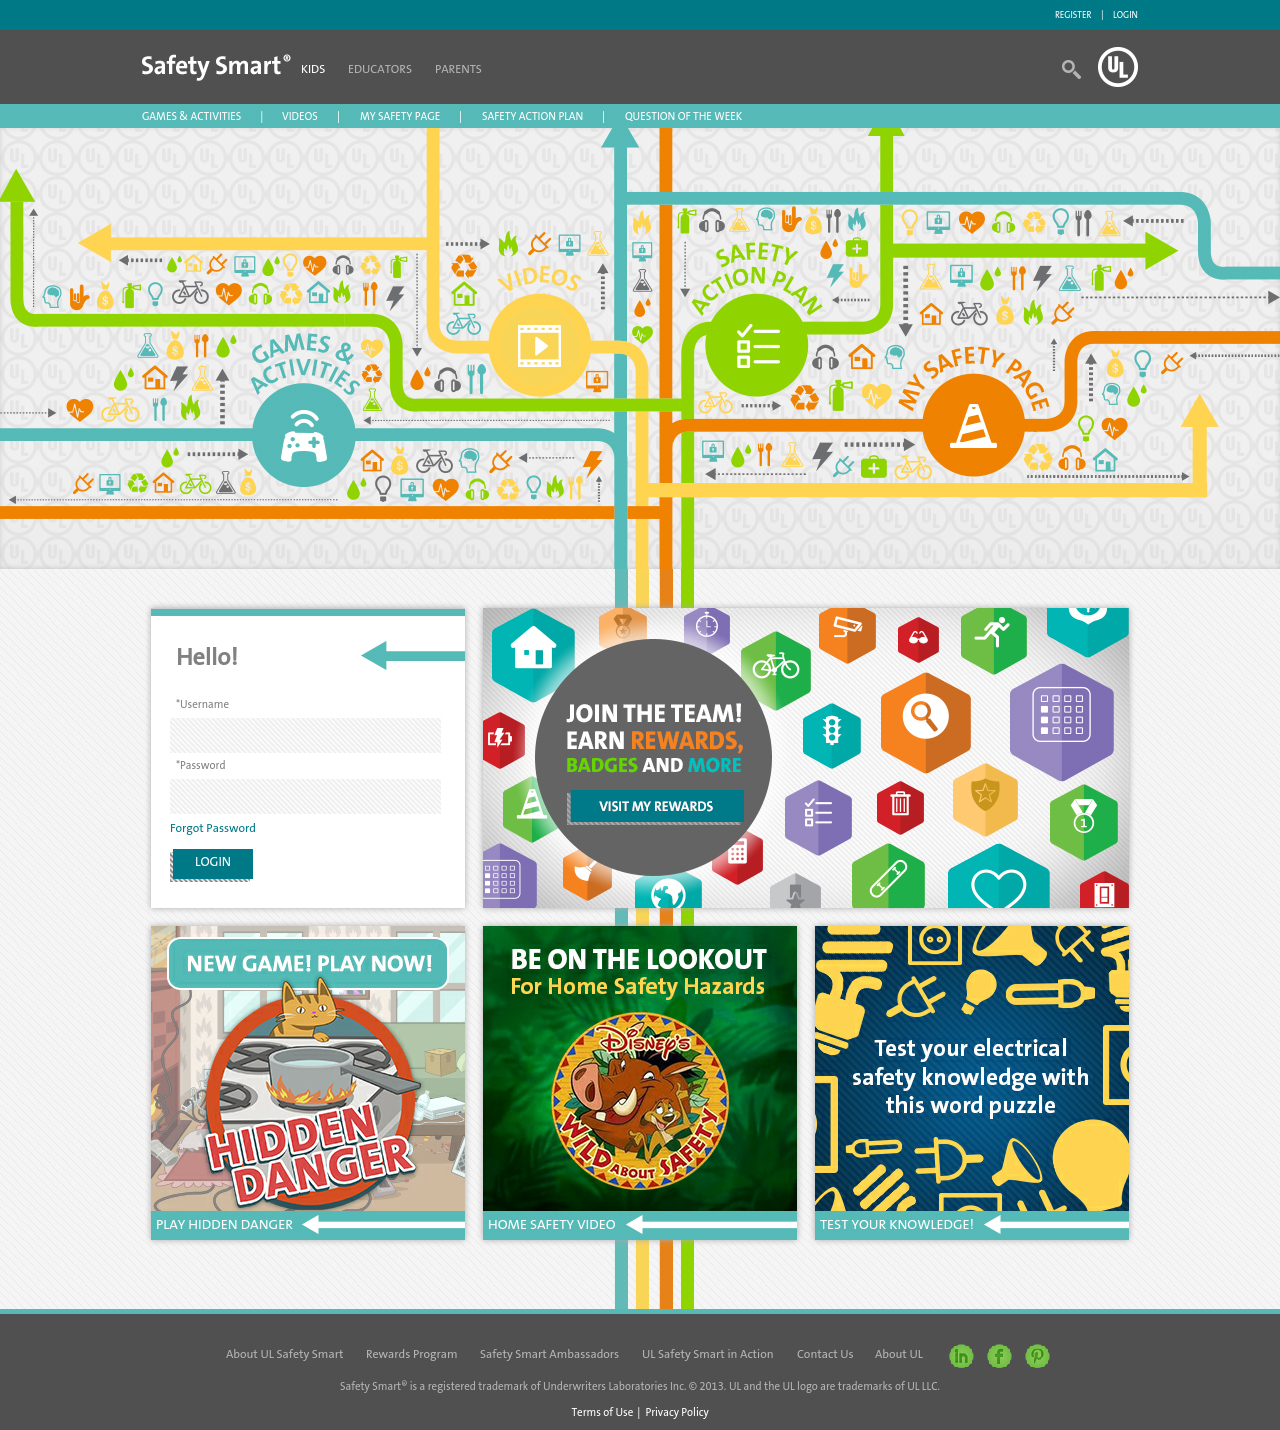 REGISTER | LOGIN
Safety Smart® KIDS EDUCATORS PARENTS
UL
GAMES & ACTIVITIES | VIDEOS | MY SAFETY PAGE | SAFETY ACTION PLAN | QUESTION OF THE WEEK
VIDEOS
SAFETY
ACTION PLAN
GAMES &
ACTIVITIES
MY SAFETY PAGE
Hello!
*Username
*Password
Forgot Password
LOGIN
JOIN THE TEAM!
EARN REWARDS,
BADGES AND MORE
VISIT MY REWARDS
1
NEW GAME! PLAY NOW!
HIDDEN
DANGER
PLAY HIDDEN DANGER
BE ON THE LOOKOUT
For Home Safety Hazards
DISNEY'S
WILD ABOUT SAFETY
HOME SAFETY VIDEO
Test your electrical
safety knowledge with
this word puzzle
TEST YOUR KNOWLEDGE!
About UL Safety Smart Rewards Program Safety Smart Ambassadors UL Safety Smart in Action Contact Us About UL in f
Safety Smart® is a registered trademark of Underwriters Laboratories Inc. © 2013. UL and the UL logo are trademarks of UL LLC.
Terms of Use | Privacy Policy